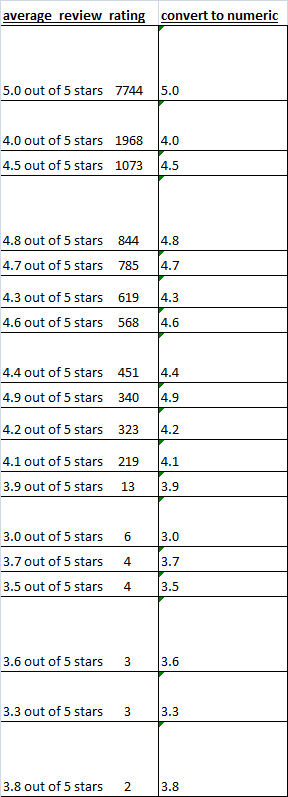 average_review_rating convert to numeric
5.0 out of 5 stars 7744 5.0
4.0 out of 5 stars 1968 4.0
4.5 out of 5 stars 1073 4.5
4.8 out of 5 stars 844 4.8
4.7 out of 5 stars 785 4.7
4.3 out of 5 stars 619 4.3
4.6 out of 5 stars 568 4.6
4.4 out of 5 stars 451 4.4
4.9 out of 5 stars 340 4.9
4.2 out of 5 stars 323 4.2
4.1 out of 5 stars 219 4.1
3.9 out of 5 stars 13 3.9
3.0 out of 5 stars 6 3.0
3.7 out of 5 stars 4 3.7
3.5 out of 5 stars 4 3.5
3.6 out of 5 stars 3 3.6
3.3 out of 5 stars 3 3.3
3.8 out of 5 stars 2 3.8